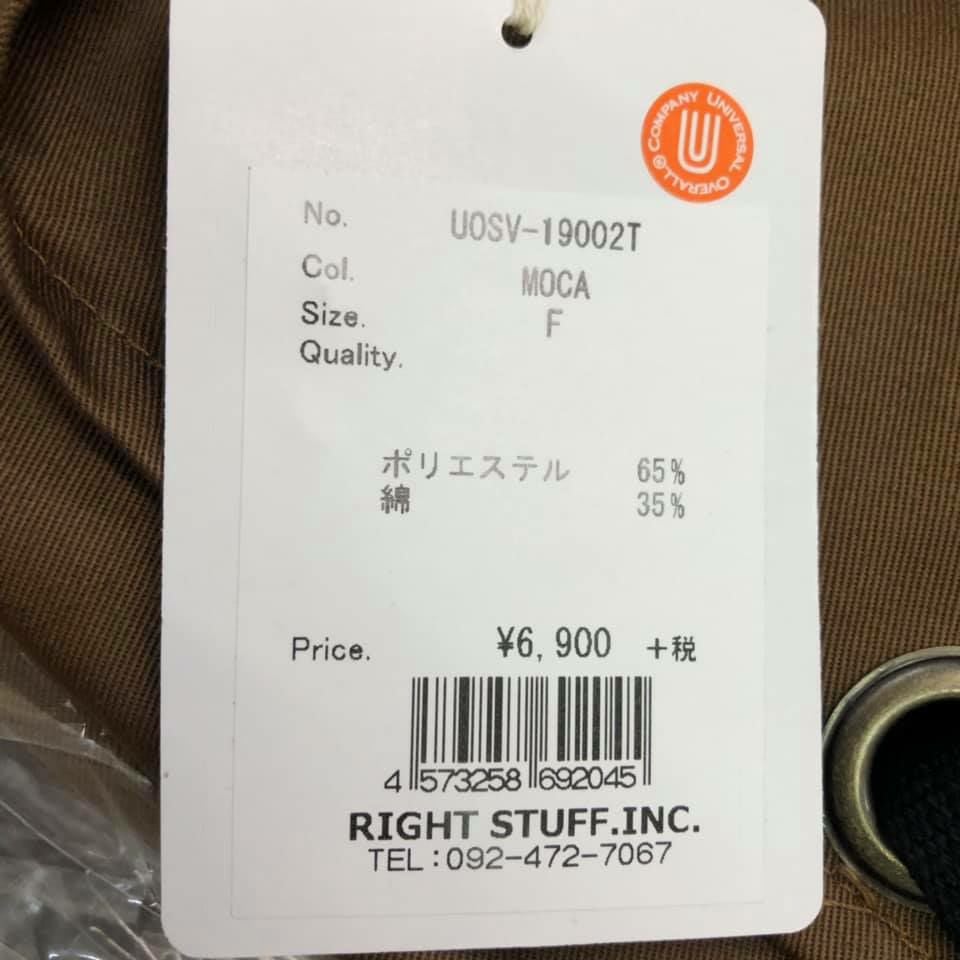 COMPANY UNIVERSAL OVERALL®
U
No. UOSV-19002T
Col. MOCA
Size. F
Quality.
ポリエステル 65%
綿 35%
Price. ¥6,900 +税
4 573258 692045
RIGHT STUFF.INC.
TEL:092-472-7067